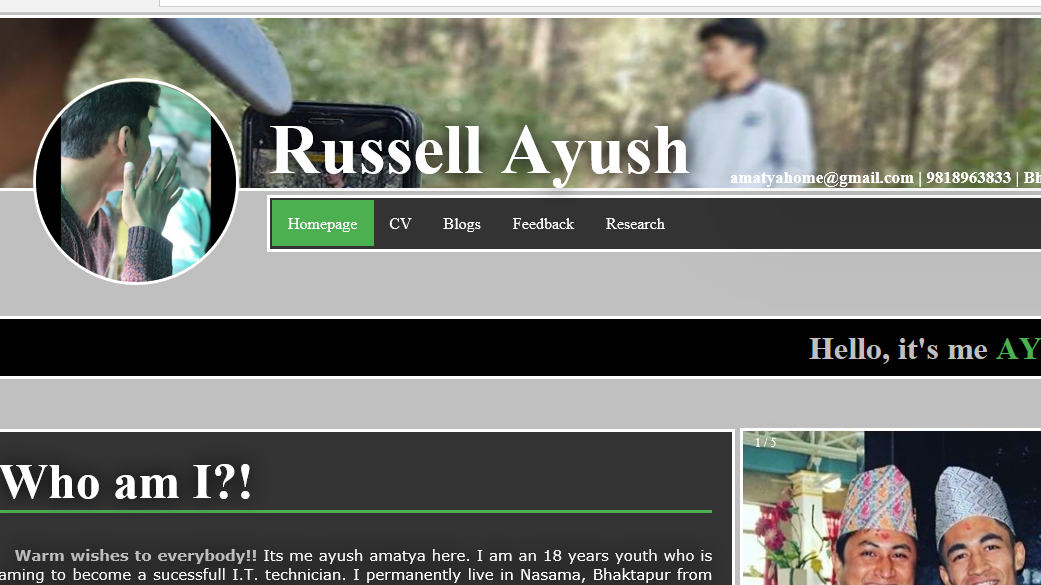 Russell Ayush
amatyahome@gmail.com | 9818963833 | Bh
Homepage CV Blogs Feedback Research
Hello, it's me AY
1 / 5
Who am I?!
Warm wishes to everybody!! Its me ayush amatya here. I am an 18 years youth who is
aming to become a sucessfull I.T. technician. I permanently live in Nasama, Bhaktapur from